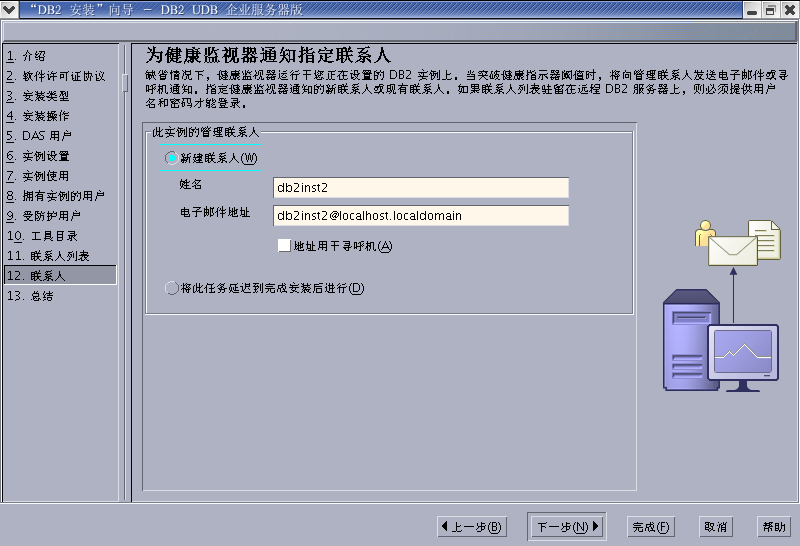 “DB2 安装”向导 － DB2 UDB 企业服务器版
1. 介绍
2. 软件许可证协议
3. 安装类型
4. 安装操作
5. DAS 用户
6. 实例设置
7. 实例使用
8. 拥有实例的用户
9. 受防护用户
10. 工具目录
11. 联系人列表
12. 联系人
13. 总结
为健康监视器通知指定联系人
缺省情况下，健康监视器运行于您正在设置的 DB2 实例上。当突破健康指示器阈值时，将向管理联系人发送电子邮件或寻
呼机通知。指定健康监视器通知的新联系人或现有联系人。如果联系人列表驻留在远程 DB2 服务器上，则必须提供用户
名和密码才能登录。
此实例的管理联系人
新建联系人(W)
姓名
db2inst2
电子邮件地址
db2inst2@localhost.localdomain
地址用于寻呼机(A)
将此任务延迟到完成安装后进行(D)
上一步(B)
下一步(N)
完成(F)
取消
帮助